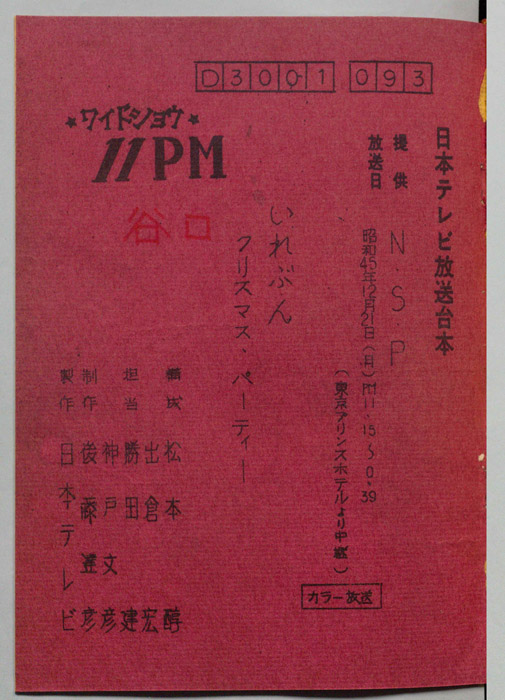 D3001 093
日本テレビ放送台本
提供 N.S.P
放送日 昭和45年12月21日(月)PM11.15〜0.39
(東京プリンスホテルより中継)
カラー放送
★ワイドショウ★
11PM
谷口
いれぶん
クリスマス・パーティー
構成 松本 醇
出倉 宏
担当 勝田 建
神戸 文彦
制作 後藤 達彦
製作 日本テレビ